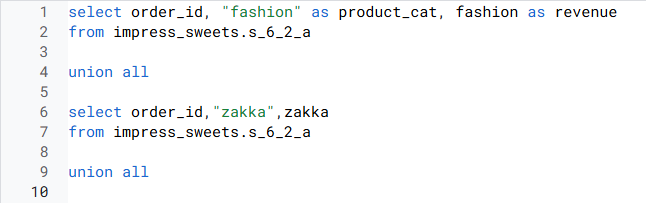 1 select order_id, "fashion" as product_cat, fashion as revenue
2 from impress_sweets.s_6_2_a
3
4 union all
5
6 select order_id,"zakka",zakka
7 from impress_sweets.s_6_2_a
8
9 union all
10